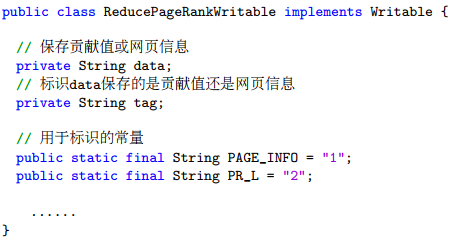 public class ReducePageRankWritable implements Writable {
// 保存贡献值或网页信息
private String data;
// 标识data保存的是贡献值还是网页信息
private String tag;
// 用于标识的常量
public static final String PAGE_INFO = "1";
public static final String PR_L = "2";
......
}